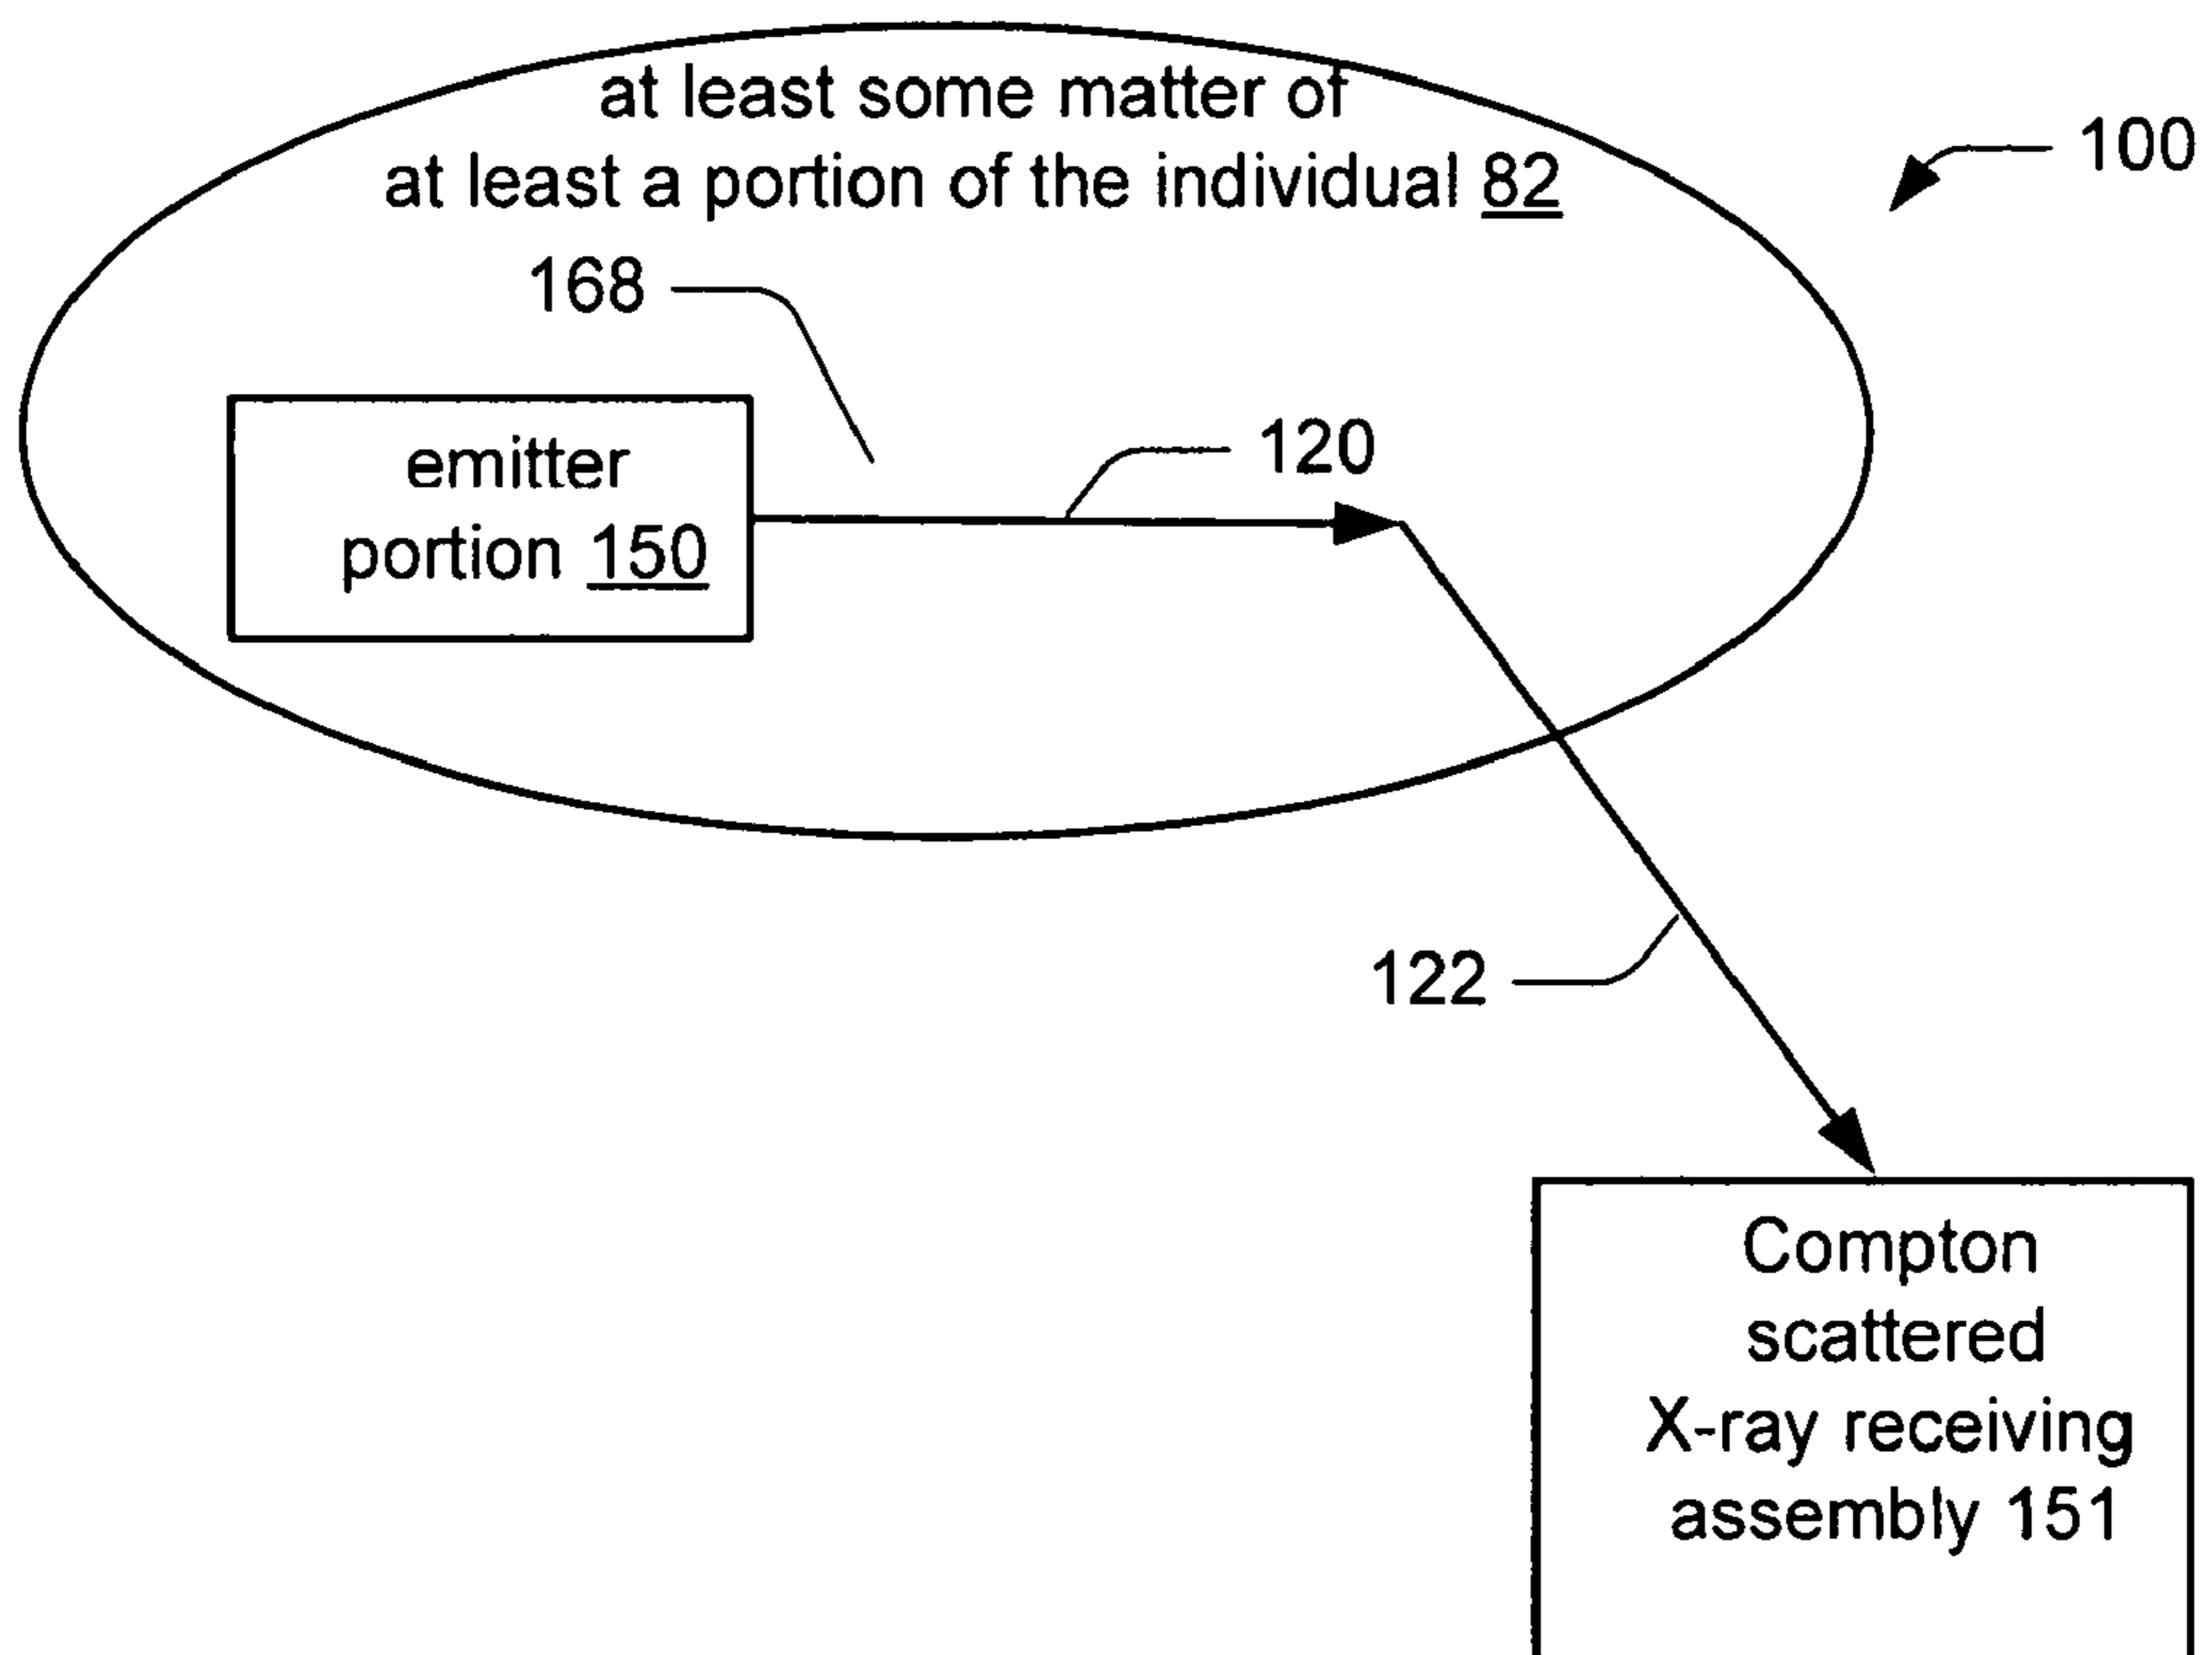 at least some matter of
at least a portion of the individual 82
100
168
120
emitter
portion 150
122
Compton
scattered
X-ray receiving
assembly 151